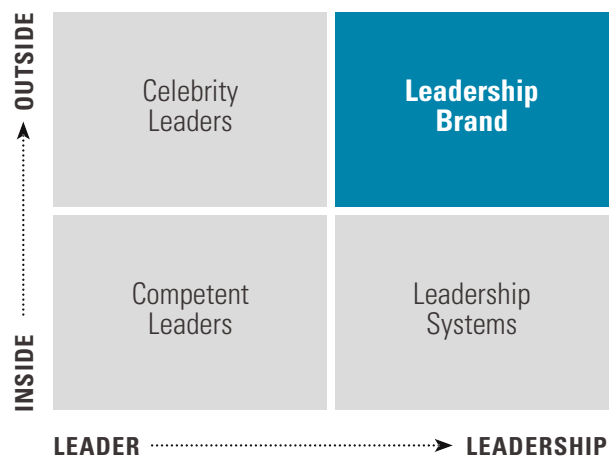 OUTSIDE
Celebrity
Leaders
Leadership
Brand
INSIDE
Competent
Leaders
Leadership
Systems
LEADER
LEADERSHIP